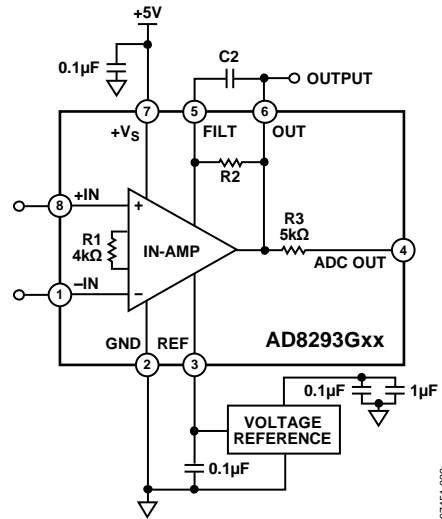 +5V
0.1µF
C2
OUTPUT
7
5
6
+VS
FILT
OUT
R2
8
+IN
+
R1
4kΩ
IN-AMP
R3
5kΩ
4
ADC OUT
1
–IN
–
AD8293Gxx
GND
REF
2
3
0.1µF
1µF
VOLTAGE
REFERENCE
0.1µF